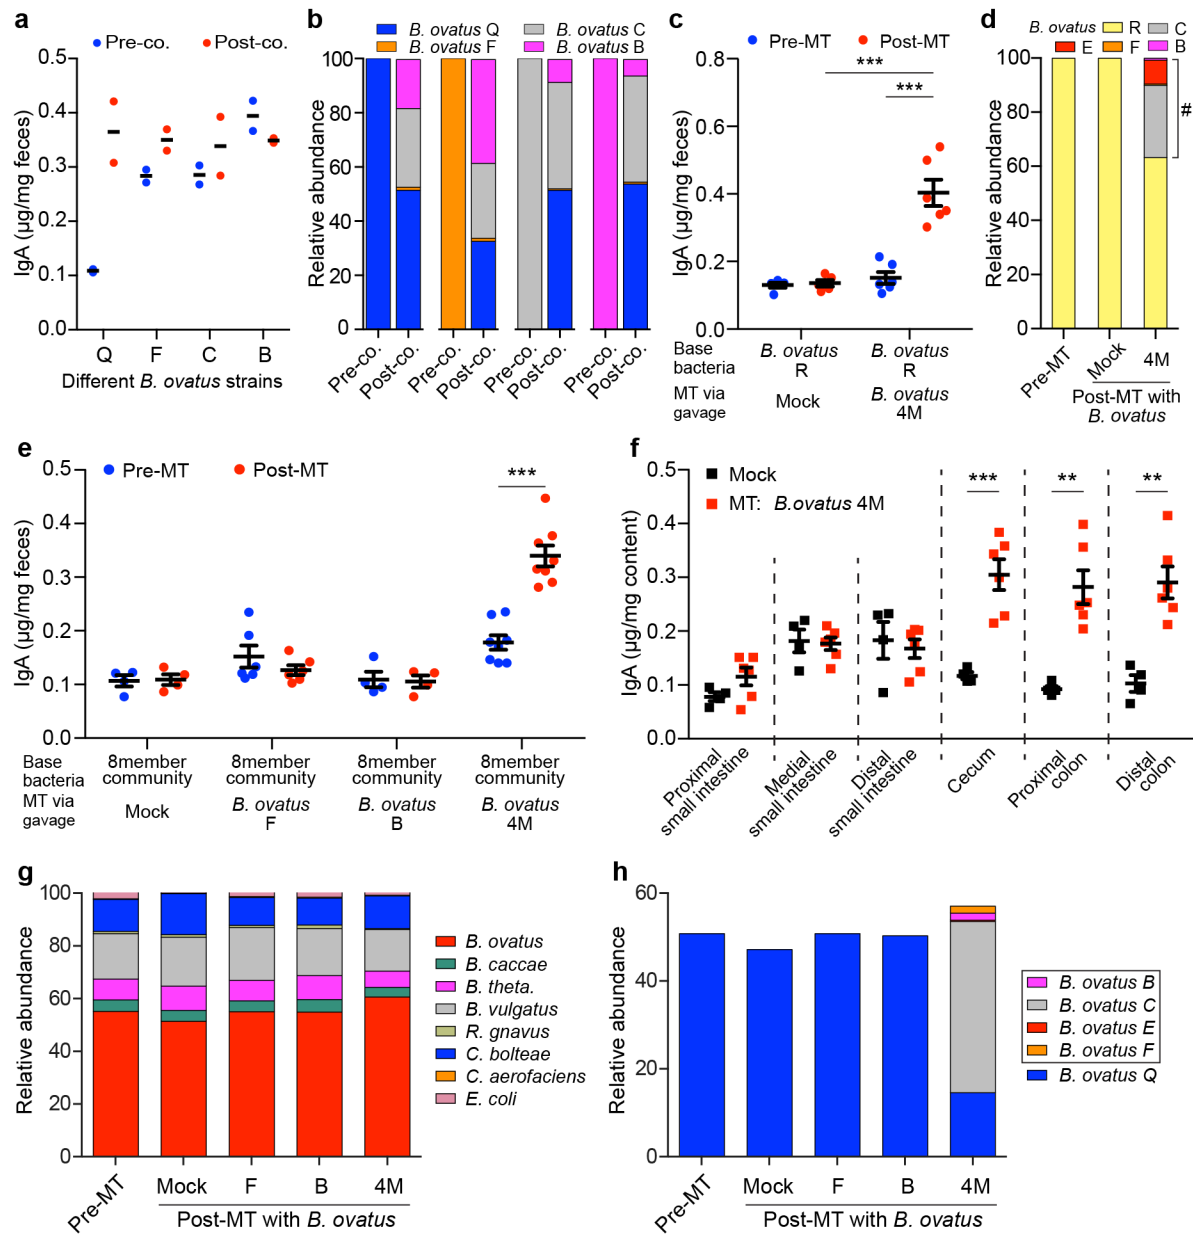 a
Pre-co. Post-co.
IgA (µg/mg feces)
0.5
0.4
0.3
0.2
0.1
0.0
Q F C B
Different B. ovatus strains
b
B. ovatus Q B. ovatus C
B. ovatus F B. ovatus B
Relative abundance
100
80
60
40
20
0
Pre-co. Post-co. Pre-co. Post-co. Pre-co. Post-co. Pre-co. Post-co.
c
Pre-MT Post-MT
IgA (µg/mg feces)
0.8
0.6
0.4
0.2
0.0
***
***
Base bacteria
B. ovatus R
B. ovatus R
MT via gavage
Mock
B. ovatus 4M
d
B. ovatus R C
E F B
Relative abundance
100
80
60
40
20
0
#
Pre-MT Mock 4M
Post-MT with
B. ovatus
e
Pre-MT Post-MT
IgA (µg/mg feces)
0.5
0.4
0.3
0.2
0.1
0.0
***
Base bacteria
8member community
8member community
8member community
8member community
MT via gavage
Mock
B. ovatus F
B. ovatus B
B. ovatus 4M
f
Mock
MT: B.ovatus 4M
IgA (µg/mg content)
0.5
0.4
0.3
0.2
0.1
0.0
*** ** **
Proximal small intestine
Medial small intestine
Distal small intestine
Cecum
Proximal colon
Distal colon
g
Relative abundance
100
80
60
40
20
0
B. ovatus
B. caccae
B. theta.
B. vulgatus
R. gnavus
C. bolteae
C. aerofaciens
E. coli
Pre-MT Mock F B 4M
Post-MT with B. ovatus
h
Relative abundance
60
40
20
0
B. ovatus B
B. ovatus C
B. ovatus E
B. ovatus F
B. ovatus Q
Pre-MT Mock F B 4M
Post-MT with B. ovatus